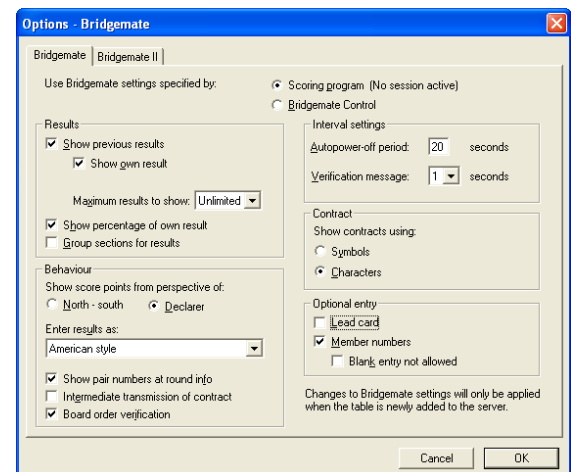 Options - Bridgemate
Bridgemate
Bridgemate II
Use Bridgemate settings specified by:
Scoring program (No session active)
Bridgemate Control
Results
Show previous results
Show own result
Maximum results to show: Unlimited
Show percentage of own result
Group sections for results
Behaviour
Show score points from perspective of:
North - south
Declarer
Enter results as:
American style
Show pair numbers at round info
Intermediate transmission of contract
Board order verification
Interval settings
Autopower-off period: 20 seconds
Verification message: 1 seconds
Contract
Show contracts using:
Symbols
Characters
Optional entry
Lead card
Member numbers
Blank entry not allowed
Changes to Bridgemate settings will only be applied
when the table is newly added to the server.
Cancel
OK